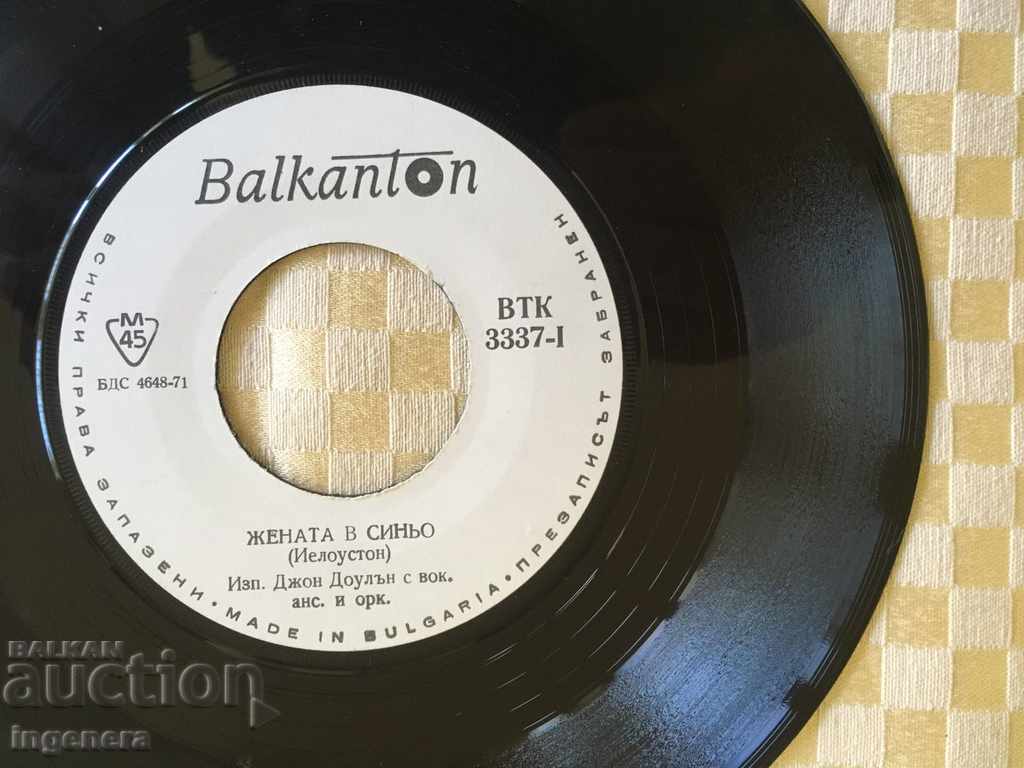 Balkanton
ВТК
3337-I
М
45
БДС 4648-71
ЖЕНАТА В СИНЬО
(Иелоустон)
Изп. Джон Доулън с вок.
анс. и орк.
ВСИЧКИ ПРАВА ЗАПАЗЕНИ • MADE IN BULGARIA • ПРЕЗАПИСЪТ ЗАБРАНЕН
BALKAN
auction
ingenera